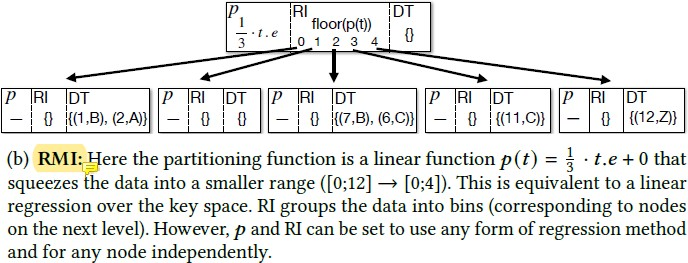 p RI DT
1/3 · t.e floor(p(t)) {}
0 1 2 3 4
p RI DT p RI DT p RI DT p RI DT p RI DT
– {} {(1,B), (2,A)} – {} {} – {} {(7,B), (6,C)} – {} {(11,C)} – {} {(12,Z)}
(b) RMI: Here the partitioning function is a linear function p(t) = 1/3 · t.e + 0 that
squeezes the data into a smaller range ([0;12] → [0;4]). This is equivalent to a linear
regression over the key space. RI groups the data into bins (corresponding to nodes
on the next level). However, p and RI can be set to use any form of regression method
and for any node independently.